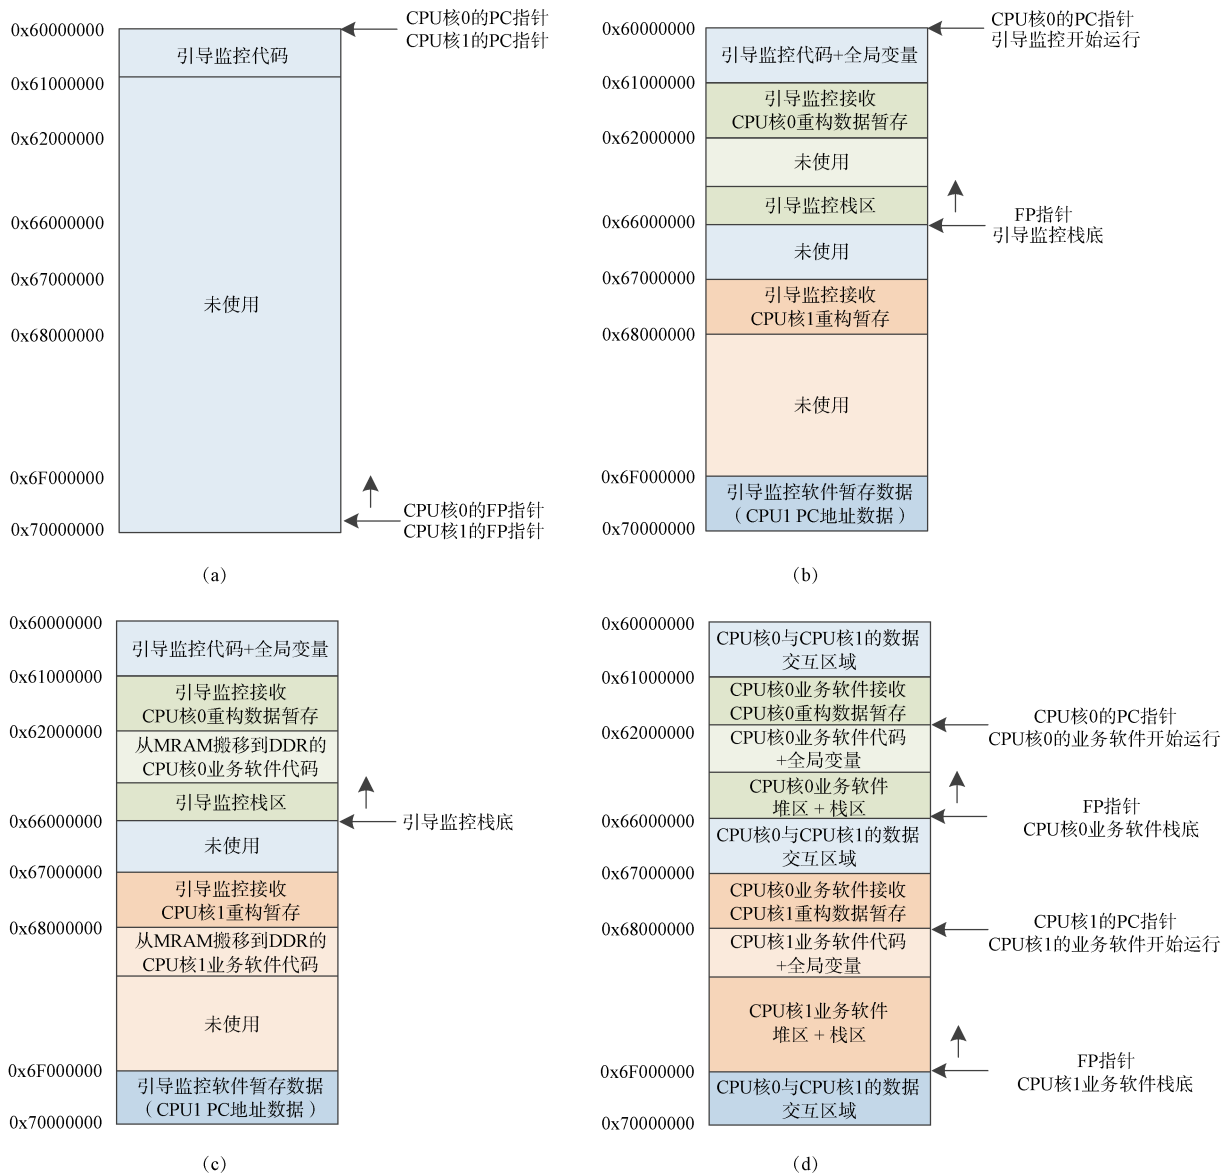 0x60000000
引导监控代码
0x61000000
0x62000000
0x66000000
0x67000000
未使用
0x68000000
0x6F000000
0x70000000
CPU核0的PC指针
CPU核1的PC指针
CPU核0的FP指针
CPU核1的FP指针
（a）
0x60000000
引导监控代码+全局变量
0x61000000
引导监控接收
CPU核0重构数据暂存
0x62000000
未使用
引导监控栈区
0x66000000
未使用
0x67000000
引导监控接收
CPU核1重构暂存
0x68000000
未使用
0x6F000000
引导监控软件暂存数据
（CPU1 PC地址数据）
0x70000000
CPU核0的PC指针
引导监控开始运行
FP指针
引导监控栈底
（b）
0x60000000
引导监控代码+全局变量
0x61000000
引导监控接收
CPU核0重构数据暂存
0x62000000
从MRAM搬移到DDR的
CPU核0业务软件代码
引导监控栈区
0x66000000
引导监控栈底
未使用
0x67000000
引导监控接收
CPU核1重构暂存
0x68000000
从MRAM搬移到DDR的
CPU核1业务软件代码
未使用
0x6F000000
引导监控软件暂存数据
（CPU1 PC地址数据）
0x70000000
（c）
0x60000000
CPU核0与CPU核1的数据
交互区域
0x61000000
CPU核0业务软件接收
CPU核0重构数据暂存
0x62000000
CPU核0业务软件代码
+全局变量
CPU核0业务软件
堆区 + 栈区
0x66000000
CPU核0与CPU核1的数据
交互区域
0x67000000
CPU核0业务软件接收
CPU核1重构数据暂存
0x68000000
CPU核1业务软件代码
+全局变量
CPU核1业务软件
堆区 + 栈区
0x6F000000
CPU核0与CPU核1的数据
交互区域
0x70000000
CPU核0的PC指针
CPU核0的业务软件开始运行
FP指针
CPU核0业务软件栈底
CPU核1的PC指针
CPU核1的业务软件开始运行
FP指针
CPU核1业务软件栈底
（d）